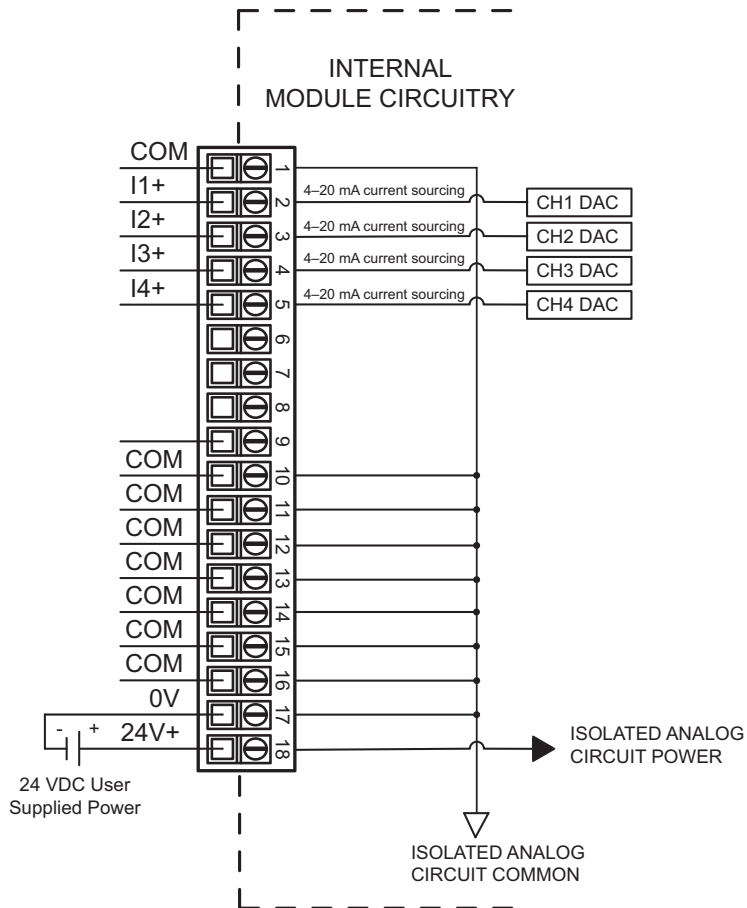 INTERNAL
MODULE CIRCUITRY
COM
1
I1+
2
4–20 mA current sourcing
CH1 DAC
I2+
3
4–20 mA current sourcing
CH2 DAC
I3+
4
4–20 mA current sourcing
CH3 DAC
I4+
5
4–20 mA current sourcing
CH4 DAC
6
7
8
9
COM
10
COM
11
COM
12
COM
13
COM
14
COM
15
COM
16
0V
17
- +
24V+
18
ISOLATED ANALOG
CIRCUIT POWER
24 VDC User
Supplied Power
ISOLATED ANALOG
CIRCUIT COMMON